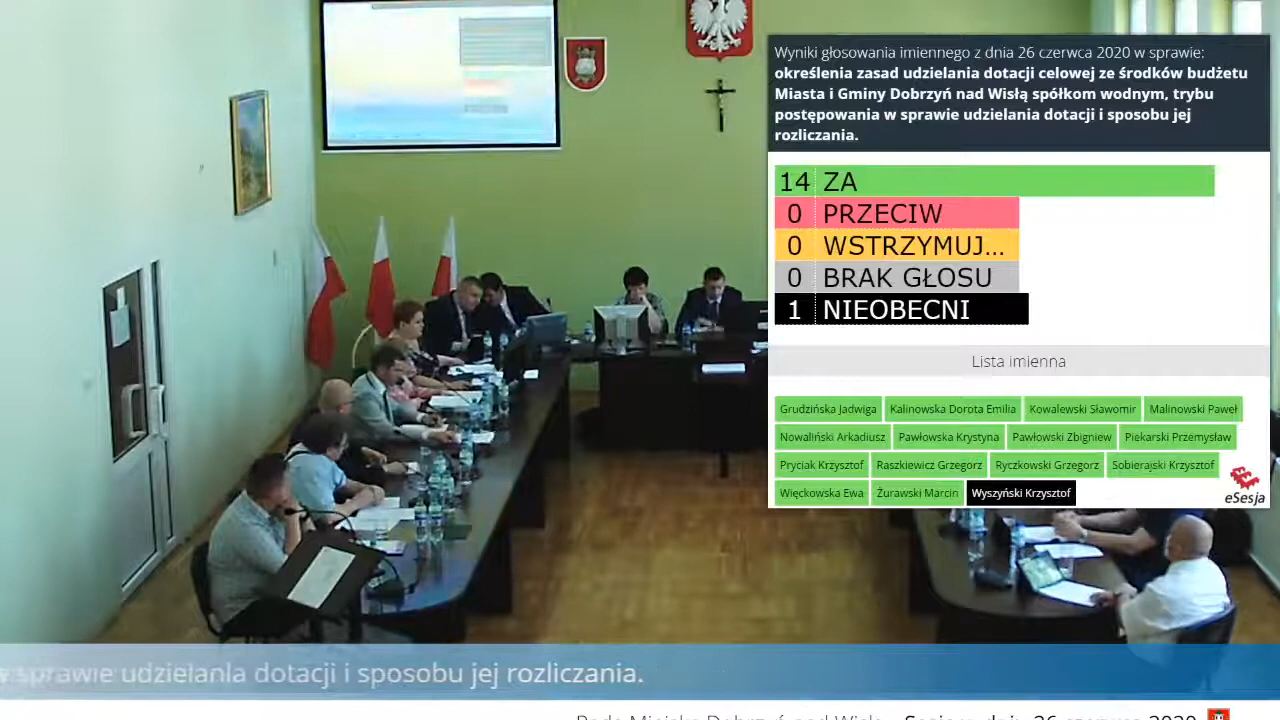 Wyniki głosowania imiennego z dnia 26 czerwca 2020 w sprawie:
określenia zasad udzielania dotacji celowej ze środków budżetu
Miasta i Gminy Dobrzyń nad Wisłą spółkom wodnym, trybu
postępowania w sprawie udzielania dotacji i sposobu jej
rozliczania.
14 ZA
0 PRZECIW
0 WSTRZYMUJ...
0 BRAK GŁOSU
1 NIEOBECNI
Lista imienna
Grudzińska Jadwiga Kalinowska Dorota Emilia Kowalewski Sławomir Malinowski Paweł
Nowaliński Arkadiusz Pawłowska Krystyna Pawłowski Zbigniew Piekarski Przemysław
Pryciak Krzysztof Raszkiewicz Grzegorz Ryczkowski Grzegorz Sobierajski Krzysztof
Więckowska Ewa Żurawski Marcin Wyszyński Krzysztof
eSesja
w sprawie udzielania dotacji i sposobu jej rozliczania.